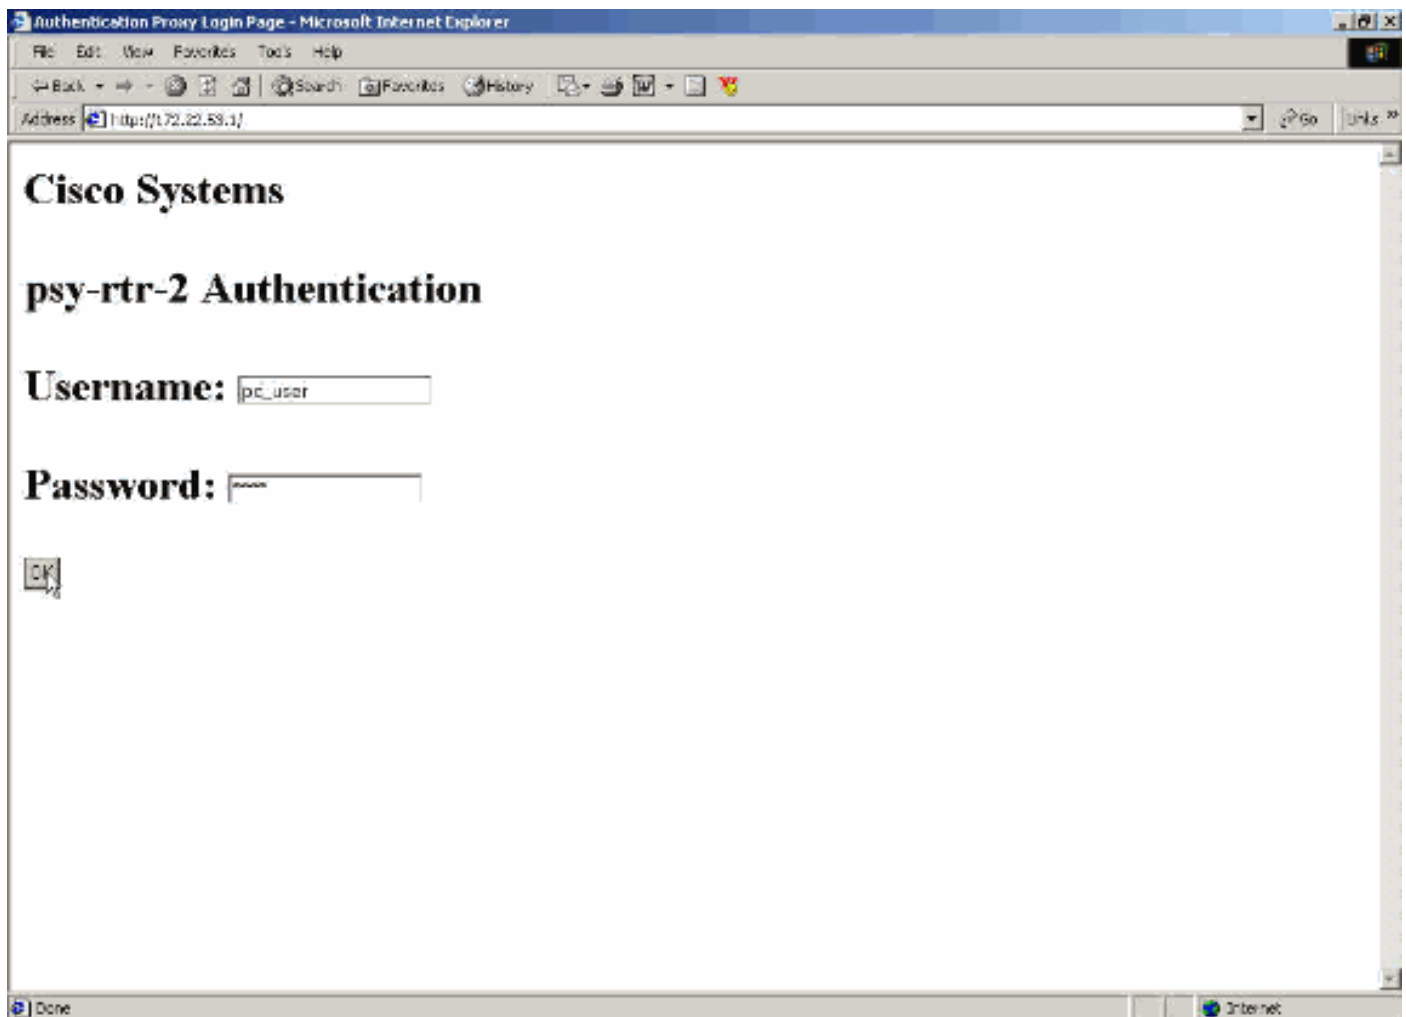 Authentication Proxy Login Page - Microsoft Internet Explorer
File Edit View Favorites Tools Help
Back Search Favorites History
Address http://172.22.53.1/ Go Links »
Cisco Systems
psy-rtr-2 Authentication
Username: pc_user
Password: ****
OK
Done Internet